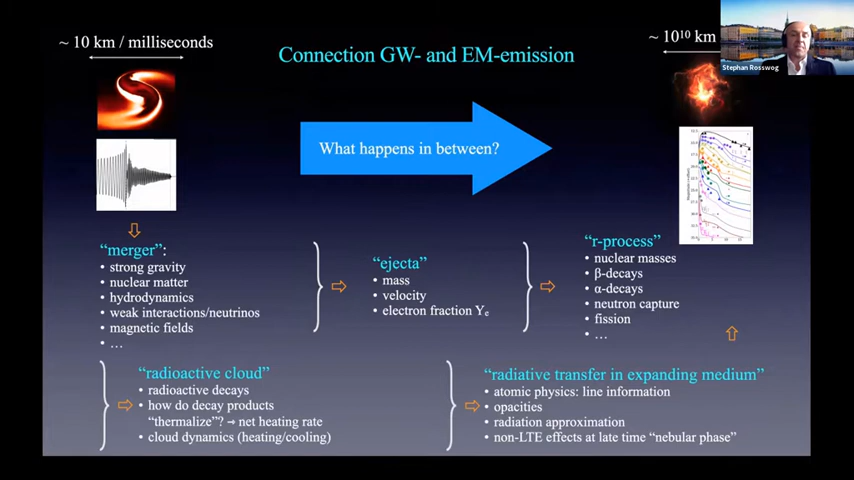 ~ 10 km / milliseconds
Connection GW- and EM-emission
~ 10¹⁰ km
Stephan Rosswog
What happens in between?
“merger”:
• strong gravity
• nuclear matter
• hydrodynamics
• weak interactions/neutrinos
• magnetic fields
• …
“ejecta”
• mass
• velocity
• electron fraction Yₑ
“r-process”
• nuclear masses
• β-decays
• α-decays
• neutron capture
• fission
• …
“radioactive cloud”
• radioactive decays
• how do decay products
“thermalize”? → net heating rate
• cloud dynamics (heating/cooling)
“radiative transfer in expanding medium”
• atomic physics: line information
• opacities
• radiation approximation
• non-LTE effects at late time “nebular phase”